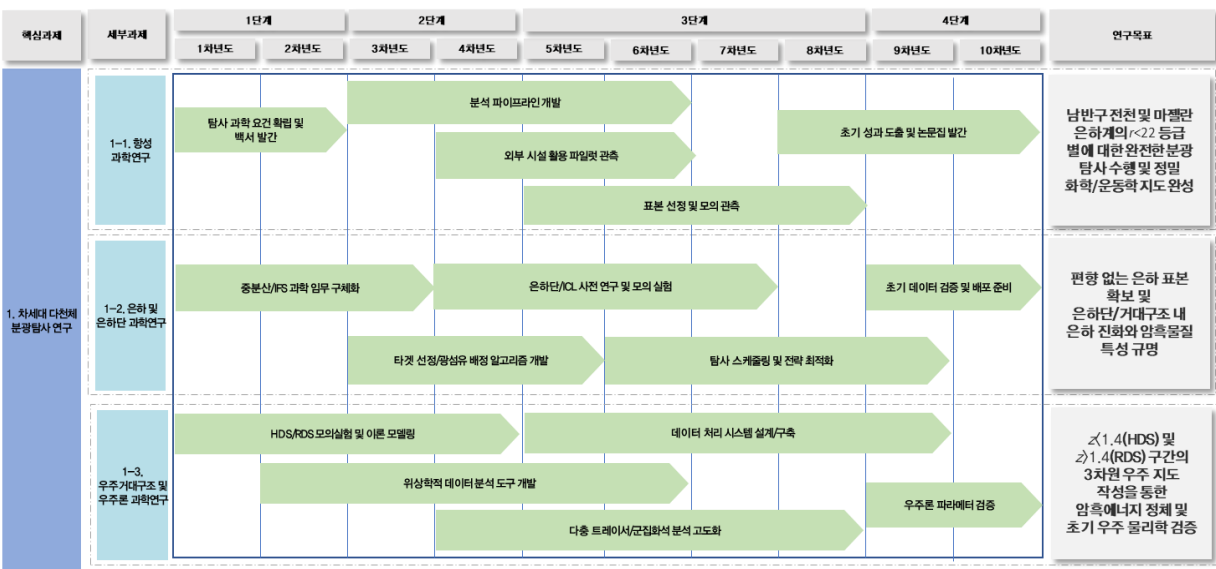 핵심과제
세부과제
1단계
2단계
3단계
4단계
연구목표
1차년도
2차년도
3차년도
4차년도
5차년도
6차년도
7차년도
8차년도
9차년도
10차년도
1. 차세대 다천체
분광탐사 연구
1-1. 항성
과학연구
탐사 과학 요건 확립 및
백서 발간
분석 파이프라인 개발
외부 시설 활용 파일럿 관측
표본 선정 및 모의 관측
초기 성과 도출 및 논문집 발간
남반구 전천 및 마젤란
은하계의 r<22 등급
별에 대한 완전한 분광
탐사 수행 및 정밀
화학/운동학 지도 완성
1-2. 은하 및
은하단 과학연구
중분산/IFS 과학 임무 구체화
은하단/ICL 사전 연구 및 모의 실험
초기 데이터 검증 및 배포 준비
타겟 선정/광섬유 배정 알고리즘 개발
탐사 스케줄링 및 전략 최적화
편향 없는 은하 표본
확보 및
은하단/거대구조 내
은하 진화와 암흑물질
특성 규명
1-3.
우주거대구조 및
우주론 과학연구
HDS/RDS 모의실험 및 이론 모델링
데이터 처리 시스템 설계/구축
위상학적 데이터 분석 도구 개발
우주론 파라메터 검증
다충 트레이서/군집화석 분석 고도화
z<1.4(HDS) 및
z>1.4(RDS) 구간의
3차원 우주 지도
작성을 통한
암흑에너지 정체 및
초기 우주 물리학 검증